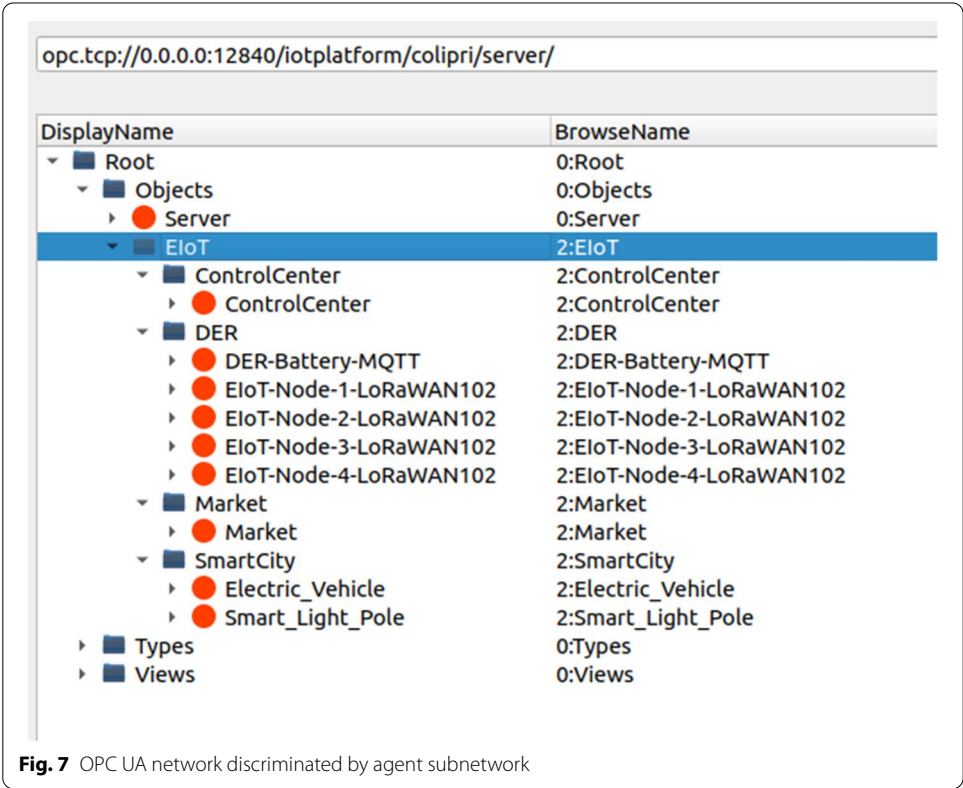 opc.tcp://0.0.0.0:12840/iotplatform/colipri/server/
DisplayName BrowseName
Root 0:Root
Objects 0:Objects
Server 0:Server
EIoT 2:EIoT
ControlCenter 2:ControlCenter
ControlCenter 2:ControlCenter
DER 2:DER
DER-Battery-MQTT 2:DER-Battery-MQTT
EIoT-Node-1-LoRaWAN102 2:EIoT-Node-1-LoRaWAN102
EIoT-Node-2-LoRaWAN102 2:EIoT-Node-2-LoRaWAN102
EIoT-Node-3-LoRaWAN102 2:EIoT-Node-3-LoRaWAN102
EIoT-Node-4-LoRaWAN102 2:EIoT-Node-4-LoRaWAN102
Market 2:Market
Market 2:Market
SmartCity 2:SmartCity
Electric_Vehicle 2:Electric_Vehicle
Smart_Light_Pole 2:Smart_Light_Pole
Types 0:Types
Views 0:Views
Fig. 7 OPC UA network discriminated by agent subnetwork